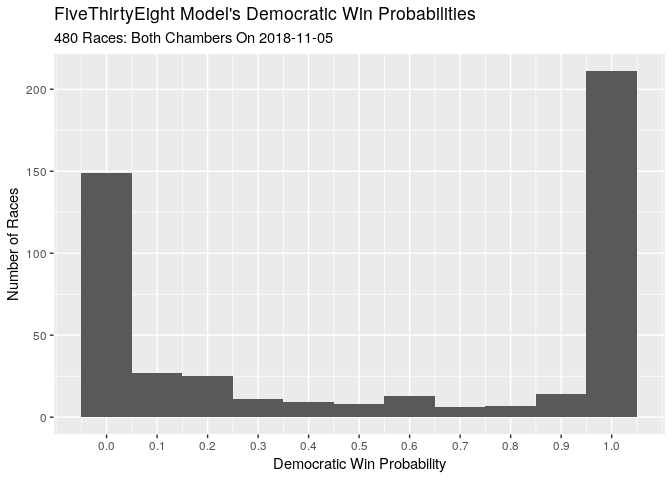 FiveThirtyEight Model's Democratic Win Probabilities
480 Races: Both Chambers On 2018-11-05
Number of Races
200
150
100
50
0
0.0 0.1 0.2 0.3 0.4 0.5 0.6 0.7 0.8 0.9 1.0
Democratic Win Probability